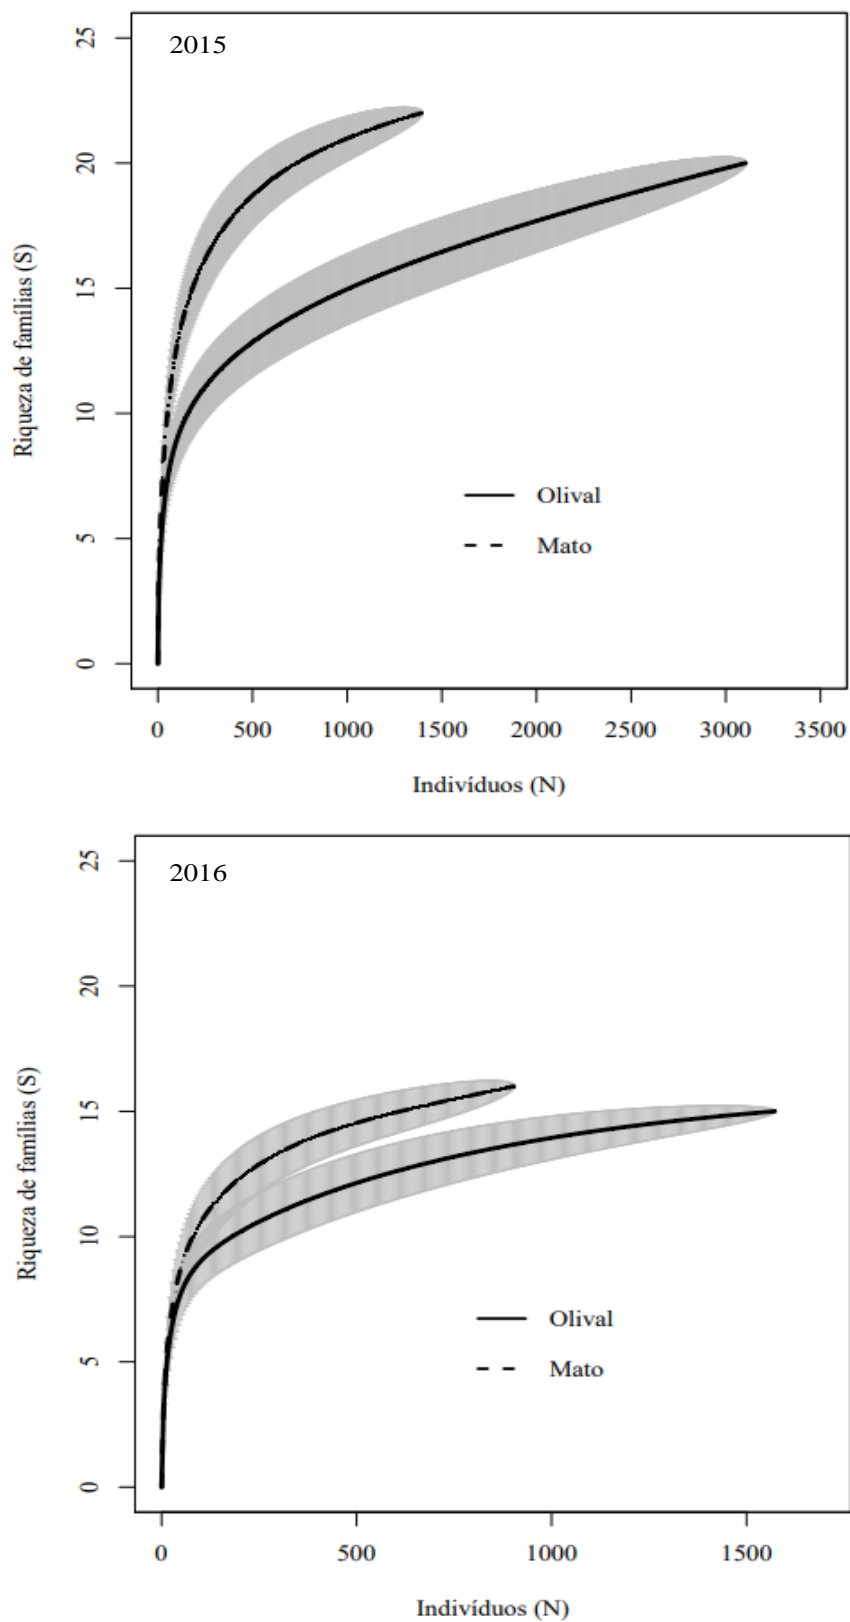 2015
25
20
15
10
5
0
Riqueza de famílias (S)
Olival
Mato
0 500 1000 1500 2000 2500 3000 3500
Indivíduos (N)
2016
25
20
15
10
5
0
Riqueza de famílias (S)
Olival
Mato
0 500 1000 1500
Indivíduos (N)